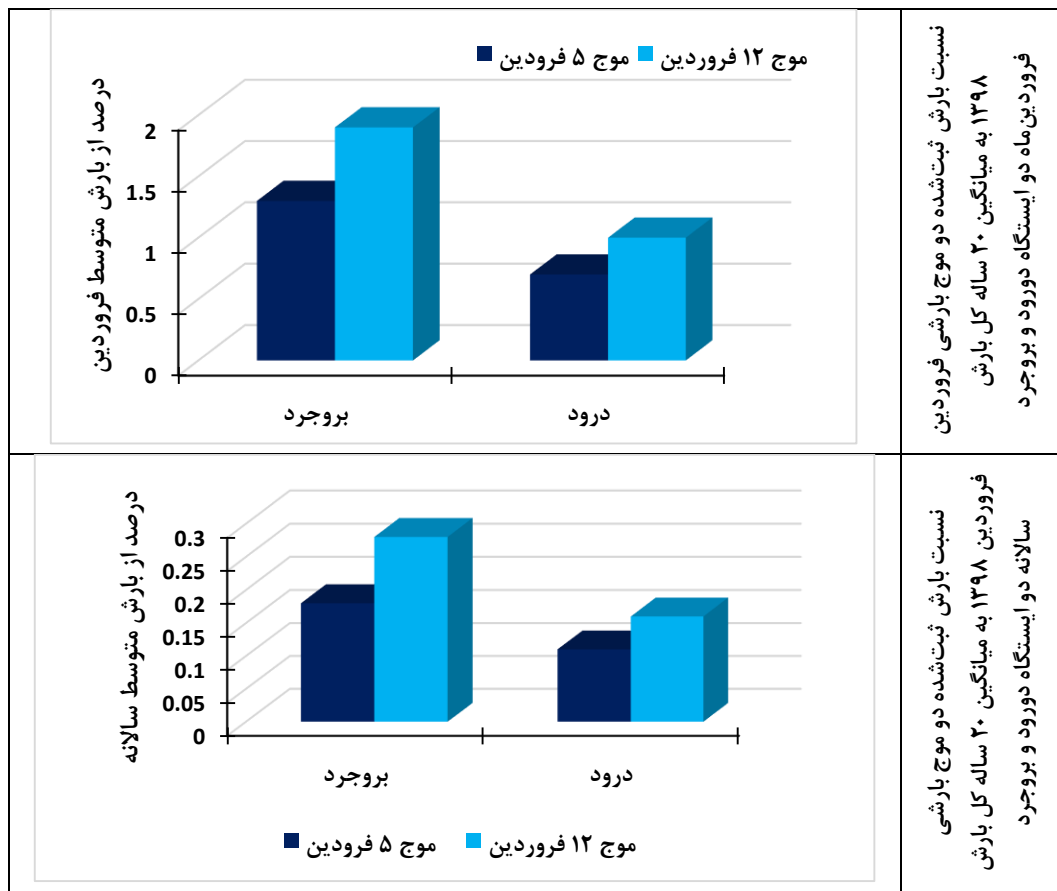 نسبت بارش ثبت‌شده دو موج بارشی فروردین
۱۳۹۸ به میانگین ۲۰ ساله کل بارش
فروردین‌ماه دو ایستگاه دورود و بروجرد
موج ۵ فرودین موج ۱۲ فروردین
درصد از بارش متوسط فروردین
2
1.5
1
0.5
0
بروجرد درود
نسبت بارش ثبت‌شده دو موج بارشی
فروردین ۱۳۹۸ به میانگین ۲۰ ساله کل بارش
سالانه دو ایستگاه دورود و بروجرد
درصد از بارش متوسط سالانه
0.3
0.25
0.2
0.15
0.1
0.05
0
بروجرد درود
موج ۵ فرودین موج ۱۲ فروردین